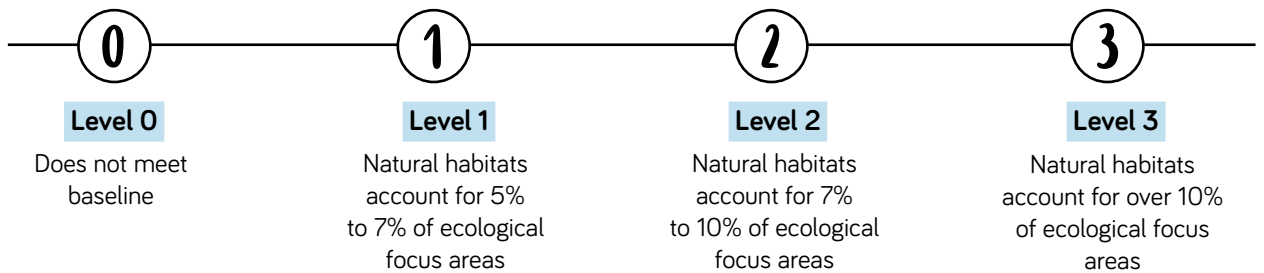 0
1
2
3
Level 0
Does not meet
baseline
Level 1
Natural habitats
account for 5%
to 7% of ecological
focus areas
Level 2
Natural habitats
account for 7%
to 10% of ecological
focus areas
Level 3
Natural habitats
account for over 10%
of ecological focus
areas